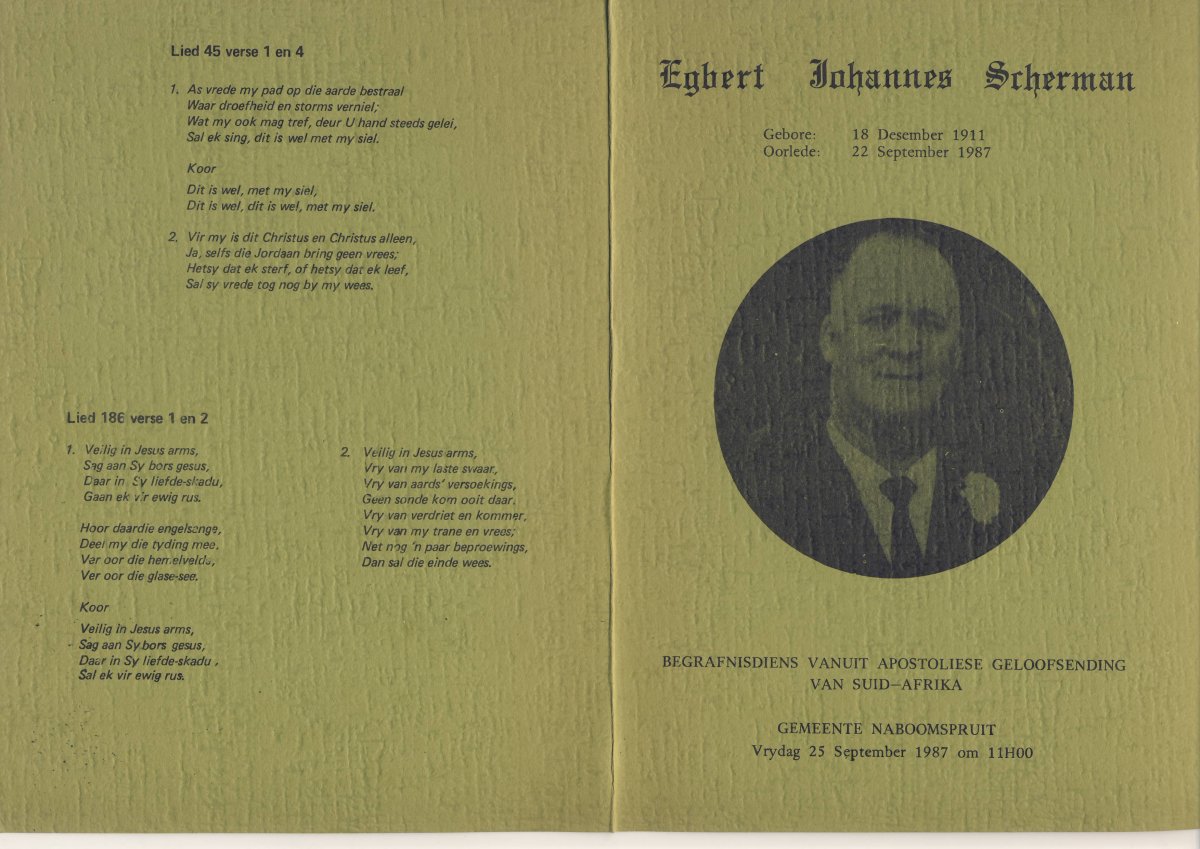 Lied 45 verse 1 en 4
1. As vrede my pad op die aarde bestraal
Waar droefheid en storms verniel;
Wat my ook mag tref, deur U hand steeds gelei,
Sal ek sing, dit is wel met my siel.
Koor
Dit is wel, met my siel,
Dit is wel, dit is wel, met my siel.
2. Vir my is dit Christus en Christus alleen,
Ja, selfs die Jordaan bring geen vrees;
Hetsy dat ek sterf, of hetsy dat ek leef,
Sal sy vrede tog nog by my wees.
Lied 186 verse 1 en 2
1. Veilig in Jesus arms,
Sag aan Sy bors gesus,
Daar in Sy liefde-skadu,
Gaan ek vir ewig rus.
Hoor daardie engelsange,
Deel my die tyding mee,
Ver oor die hemelvelde,
Ver oor die glase-see.
Koor
Veilig in Jesus arms,
Sag aan Sy bors gesus,
Daar in Sy liefde-skadu,
Sal ek vir ewig rus.
2. Veilig in Jesus arms,
Vry van my laste swaar,
Vry van aards' versoekings,
Geen sonde kom ooit daar.
Vry van verdriet en kommer,
Vry van my trane en vrees;
Net nog 'n paar beproewings,
Dan sal die einde wees.
Egbert Johannes Scherman
Gebore: 18 Desember 1911
Oorlede: 22 September 1987
BEGRAFNISDIENS VANUIT APOSTOLIESE GELOOFSENDING
VAN SUID-AFRIKA
GEMEENTE NABOOMSPRUIT
Vrydag 25 September 1987 om 11H00